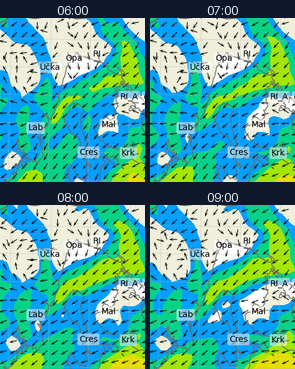 06:00
07:00
RI
Opa
Učka
RI_A
Mal
Lab
Cres
Krk
RI
Opa
Učka
RI_A
Mal
Lab
Cres
Krk
08:00
09:00
RI
Opa
Učka
RI_A
Mal
Lab
Cres
Krk
RI
Opa
Učka
RI_A
Mal
Lab
Cres
Krk